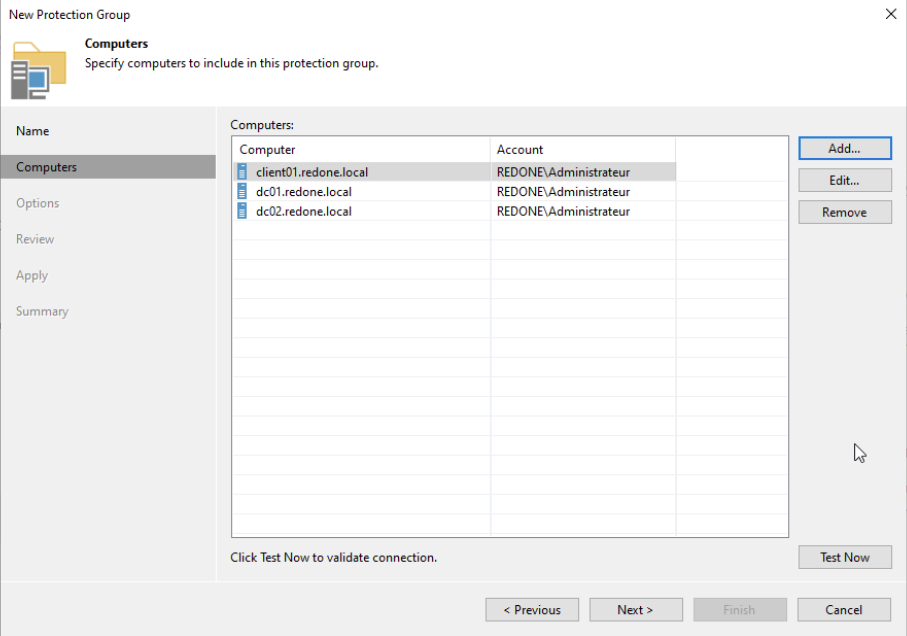 New Protection Group
Computers
Specify computers to include in this protection group.
Name
Computers
Options
Review
Apply
Summary
Computers:
Computer Account
client01.redone.local REDONE\Administrateur
dc01.redone.local REDONE\Administrateur
dc02.redone.local REDONE\Administrateur
Add...
Edit...
Remove
Click Test Now to validate connection.
Test Now
< Previous
Next >
Finish
Cancel